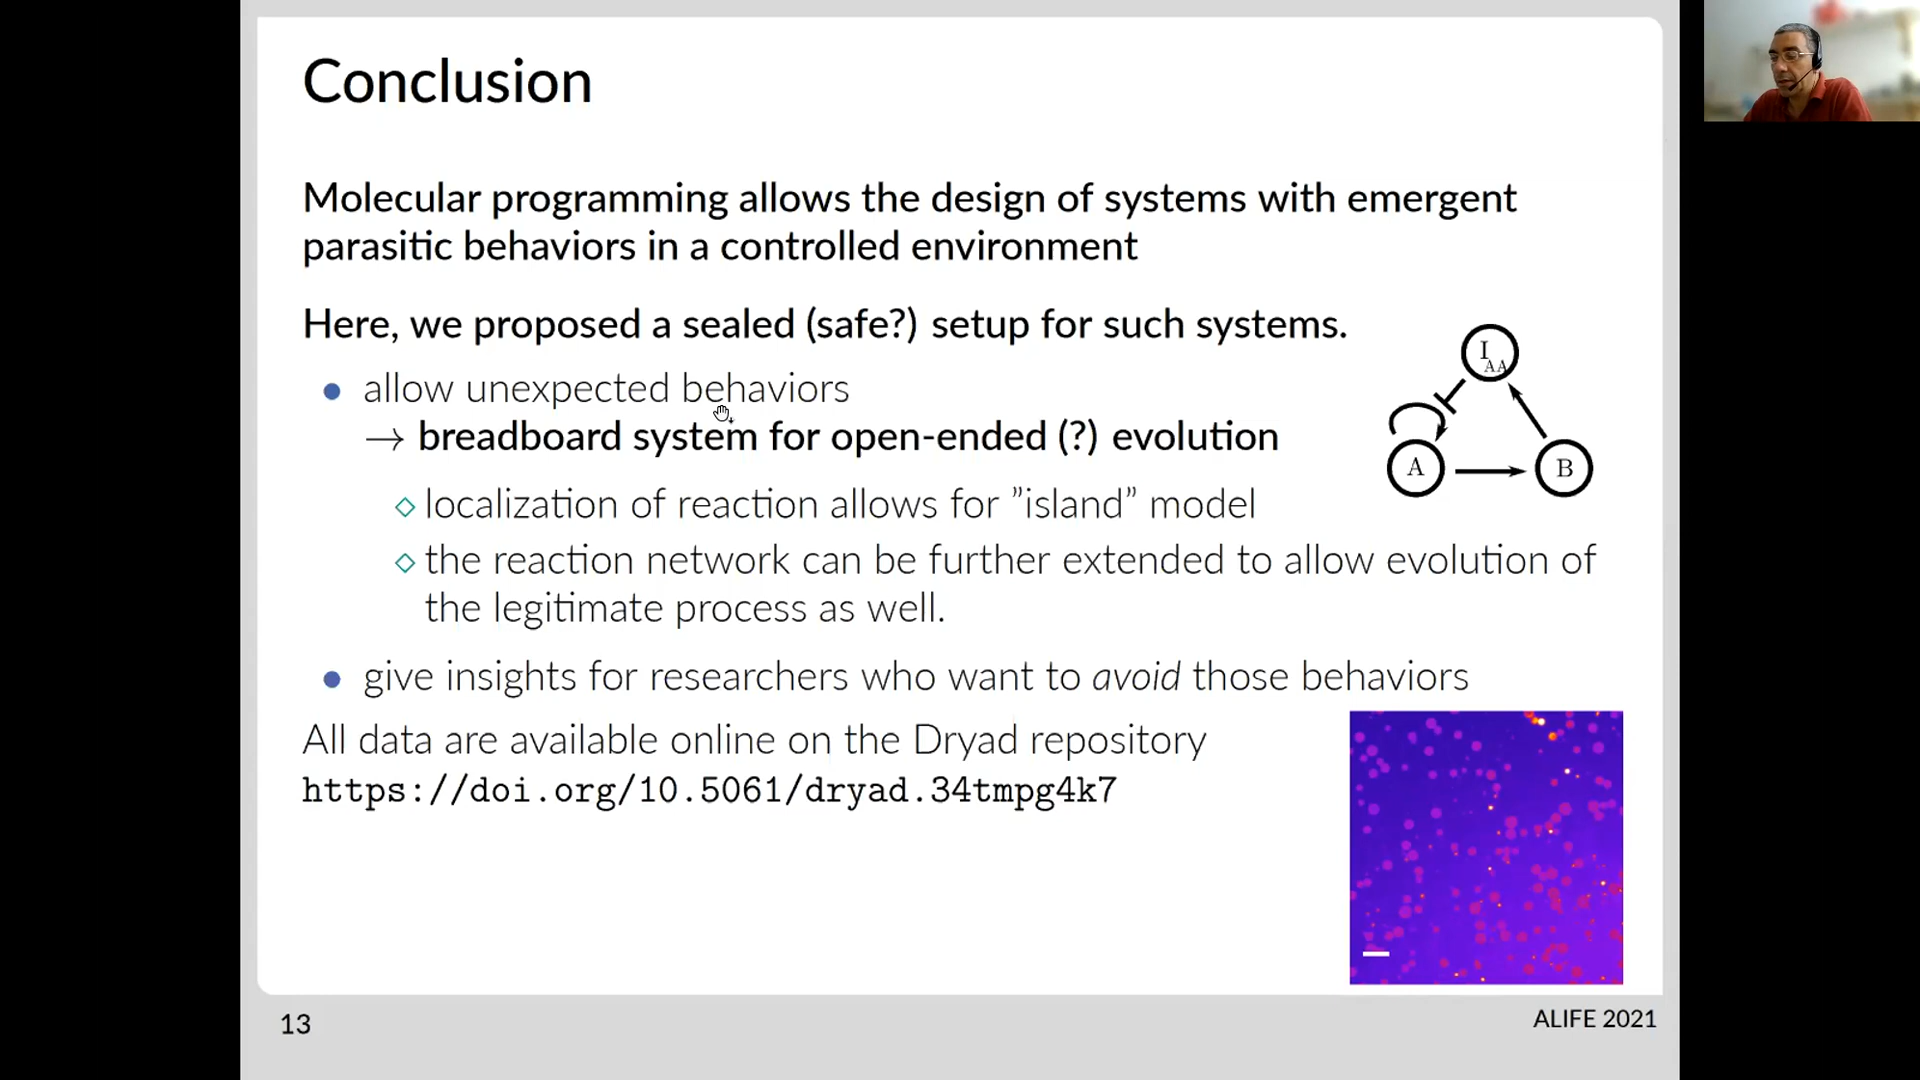 Conclusion
Molecular programming allows the design of systems with emergent
parasitic behaviors in a controlled environment
Here, we proposed a sealed (safe?) setup for such systems.
• allow unexpected behaviors
→ breadboard system for open-ended (?) evolution
◇ localization of reaction allows for ”island” model
◇ the reaction network can be further extended to allow evolution of
the legitimate process as well.
• give insights for researchers who want to avoid those behaviors
I AA
A
B
All data are available online on the Dryad repository
https://doi.org/10.5061/dryad.34tmpg4k7
13
ALIFE 2021